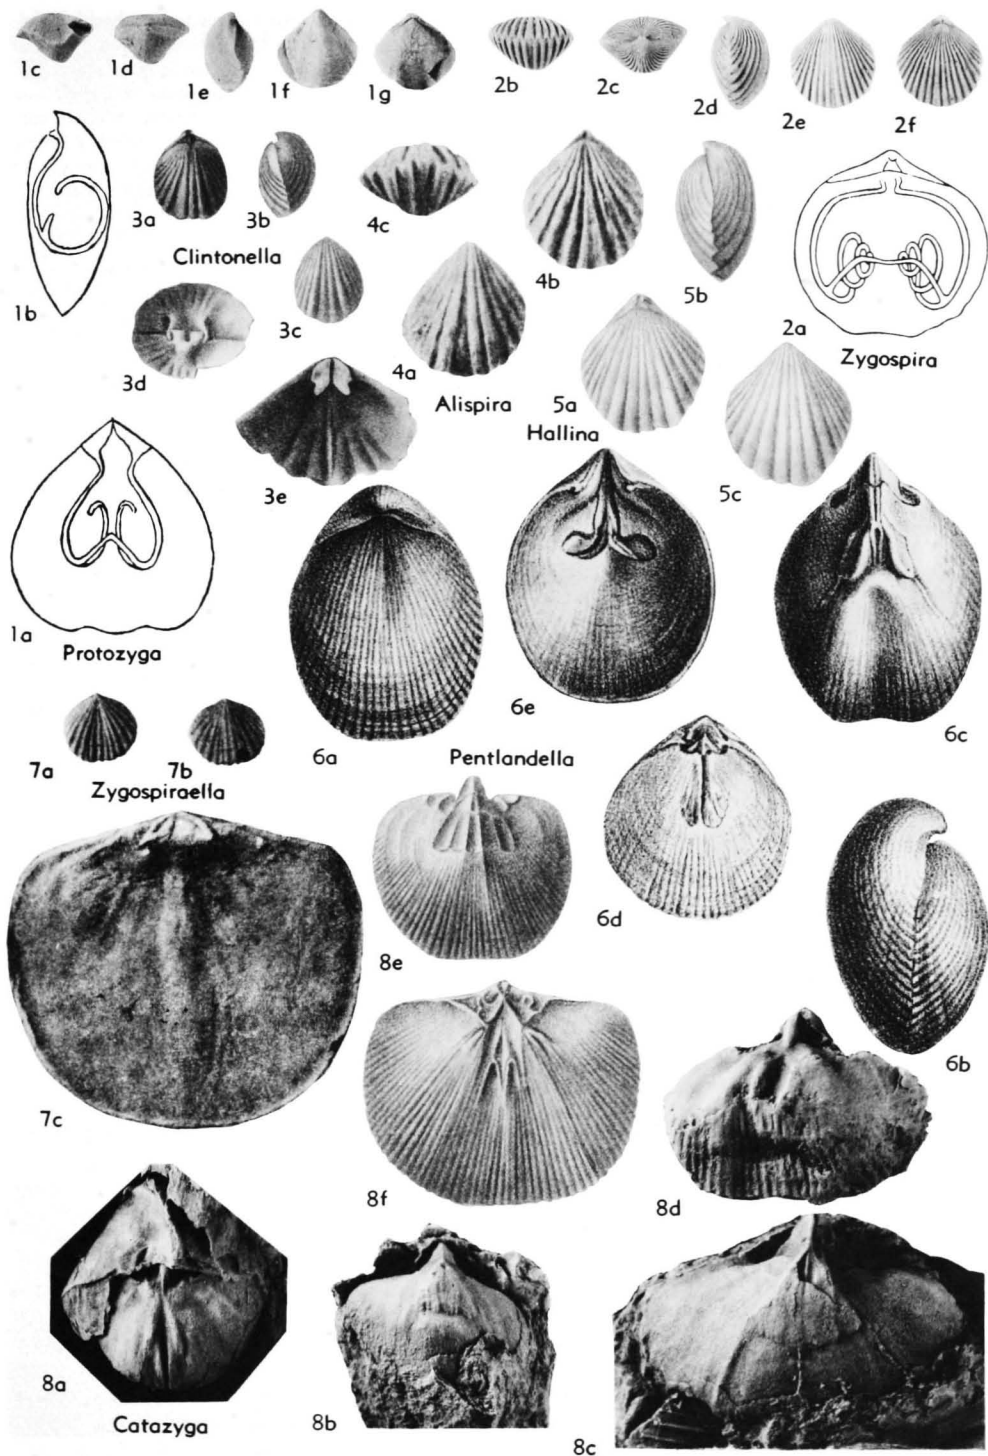 1c 1d 1e 1f 1g 2b 2c 2d 2e 2f
1b 3a 3b 4c 4b 5b 2a
Clintonella Zygospira
3d 3c 4a 5a
Alispira Hallina
3e 5c
1a 6e 6c
Protozyga
7a 7b 6a Pentlandella
Zygospiraella
8e 6d
7c 6b
8f 8d
8a 8b 8c
Catazyga